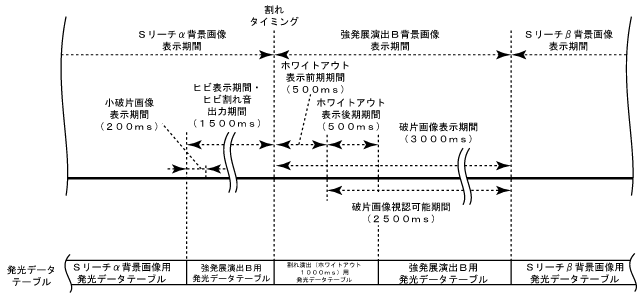 割れ
タイミング
Sリーチα背景画像
表示期間
強発展演出B背景画像
表示期間
Sリーチβ背景画像
表示期間
ホワイトアウト
表示前期期間
(500ms)
ヒビ表示期間・
ヒビ割れ音
出力期間
(1500ms)
小破片画像
表示期間
(200ms)
ホワイトアウト
表示後期期間
(500ms)
破片画像表示期間
(3000ms)
破片画像視認可能期間
(2500ms)
発光データ
テーブル
Sリーチα背景画像用
発光データテーブル
強発展演出B用
発光データテーブル
割れ演出(ホワイトアウト
1000ms)用
発光データテーブル
強発展演出B用
発光データテーブル
Sリーチβ背景画像用
発光データテーブル